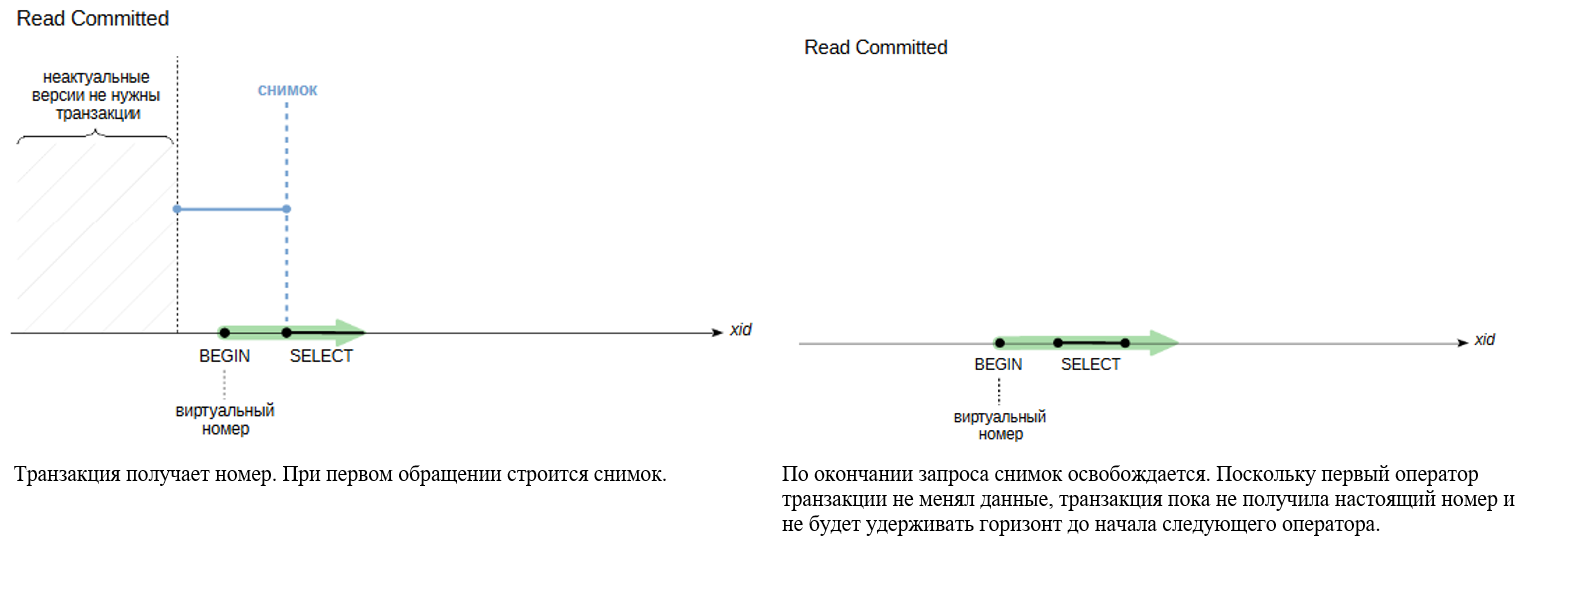 Read Committed
неактуальные
версии не нужны
транзакции
снимок
xid
BEGIN
SELECT
виртуальный
номер
Транзакция получает номер. При первом обращении строится снимок.
Read Committed
xid
BEGIN
SELECT
виртуальный
номер
По окончании запроса снимок освобождается. Поскольку первый оператор
транзакции не менял данные, транзакция пока не получила настоящий номер и
не будет удерживать горизонт до начала следующего оператора.